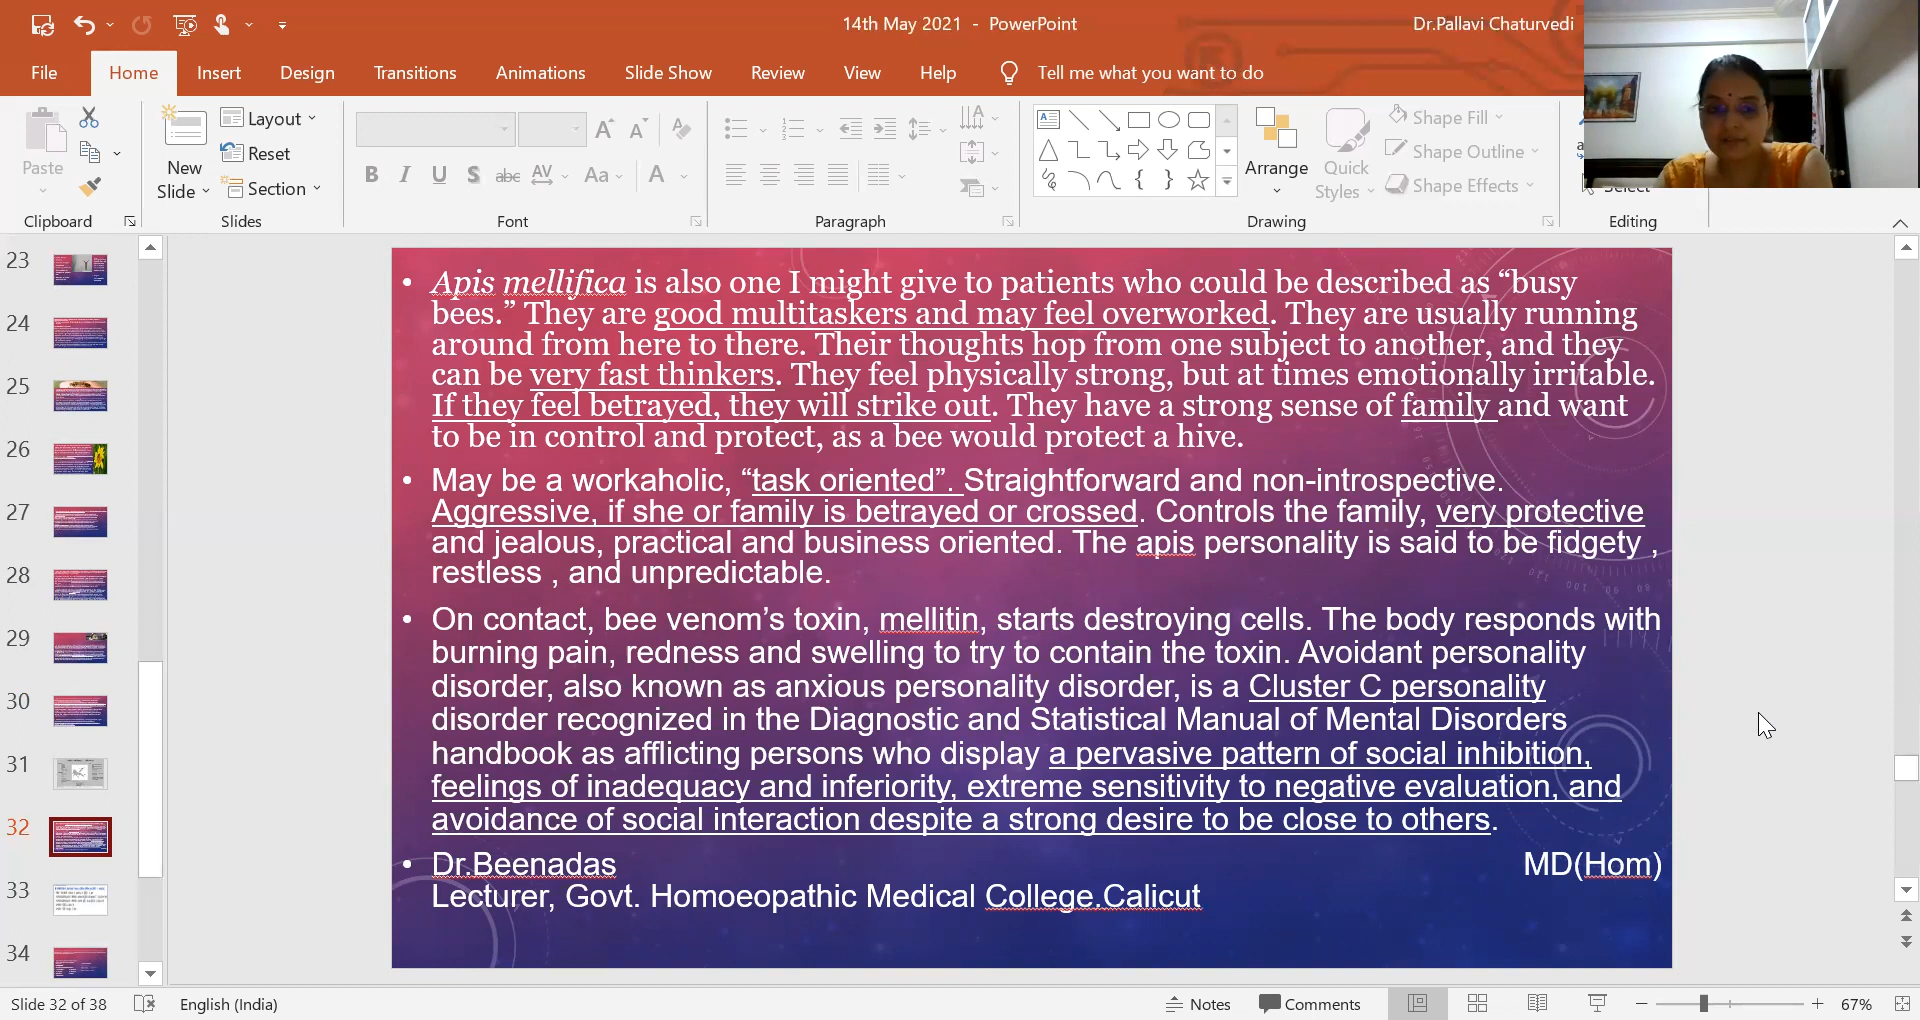 14th May 2021 - PowerPoint
Dr.Pallavi Chaturvedi
File Home Insert Design Transitions Animations Slide Show Review View Help Tell me what you want to do
Paste
New
Slide
Layout
Reset
Section
B I U S abc AV Aa A
Arrange
Quick
Styles
Shape Fill
Shape Outline
Shape Effects
Select
Clipboard Slides Font Paragraph Drawing Editing
23
24
25
26
27
28
29
30
31
32
33
34
• Apis mellifica is also one I might give to patients who could be described as “busy
bees.” They are good multitaskers and may feel overworked. They are usually running
around from here to there. Their thoughts hop from one subject to another, and they
can be very fast thinkers. They feel physically strong, but at times emotionally irritable.
If they feel betrayed, they will strike out. They have a strong sense of family and want
to be in control and protect, as a bee would protect a hive.
• May be a workaholic, “task oriented”. Straightforward and non-introspective.
Aggressive, if she or family is betrayed or crossed. Controls the family, very protective
and jealous, practical and business oriented. The apis personality is said to be fidgety ,
restless , and unpredictable.
• On contact, bee venom’s toxin, mellitin, starts destroying cells. The body responds with
burning pain, redness and swelling to try to contain the toxin. Avoidant personality
disorder, also known as anxious personality disorder, is a Cluster C personality
disorder recognized in the Diagnostic and Statistical Manual of Mental Disorders
handbook as afflicting persons who display a pervasive pattern of social inhibition,
feelings of inadequacy and inferiority, extreme sensitivity to negative evaluation, and
avoidance of social interaction despite a strong desire to be close to others.
• Dr.Beenadas MD(Hom)
Lecturer, Govt. Homoeopathic Medical College.Calicut
Slide 32 of 38 English (India) Notes Comments 67%